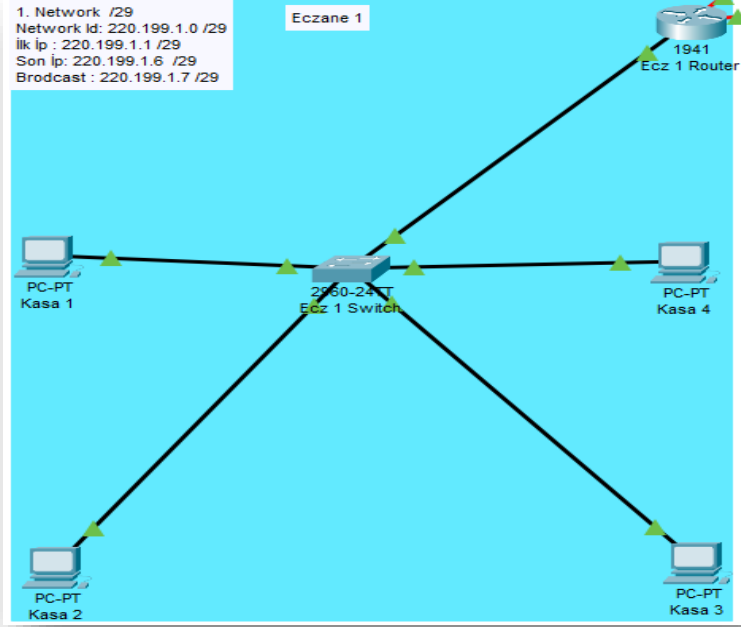 1. Network /29
Network Id: 220.199.1.0 /29
İlk İp : 220.199.1.1 /29
Son İp: 220.199.1.6 /29
Brodcast : 220.199.1.7 /29
Eczane 1
1941
Ecz 1 Router
PC-PT
Kasa 1
2960-24TT
Ecz 1 Switch
PC-PT
Kasa 4
PC-PT
Kasa 2
PC-PT
Kasa 3